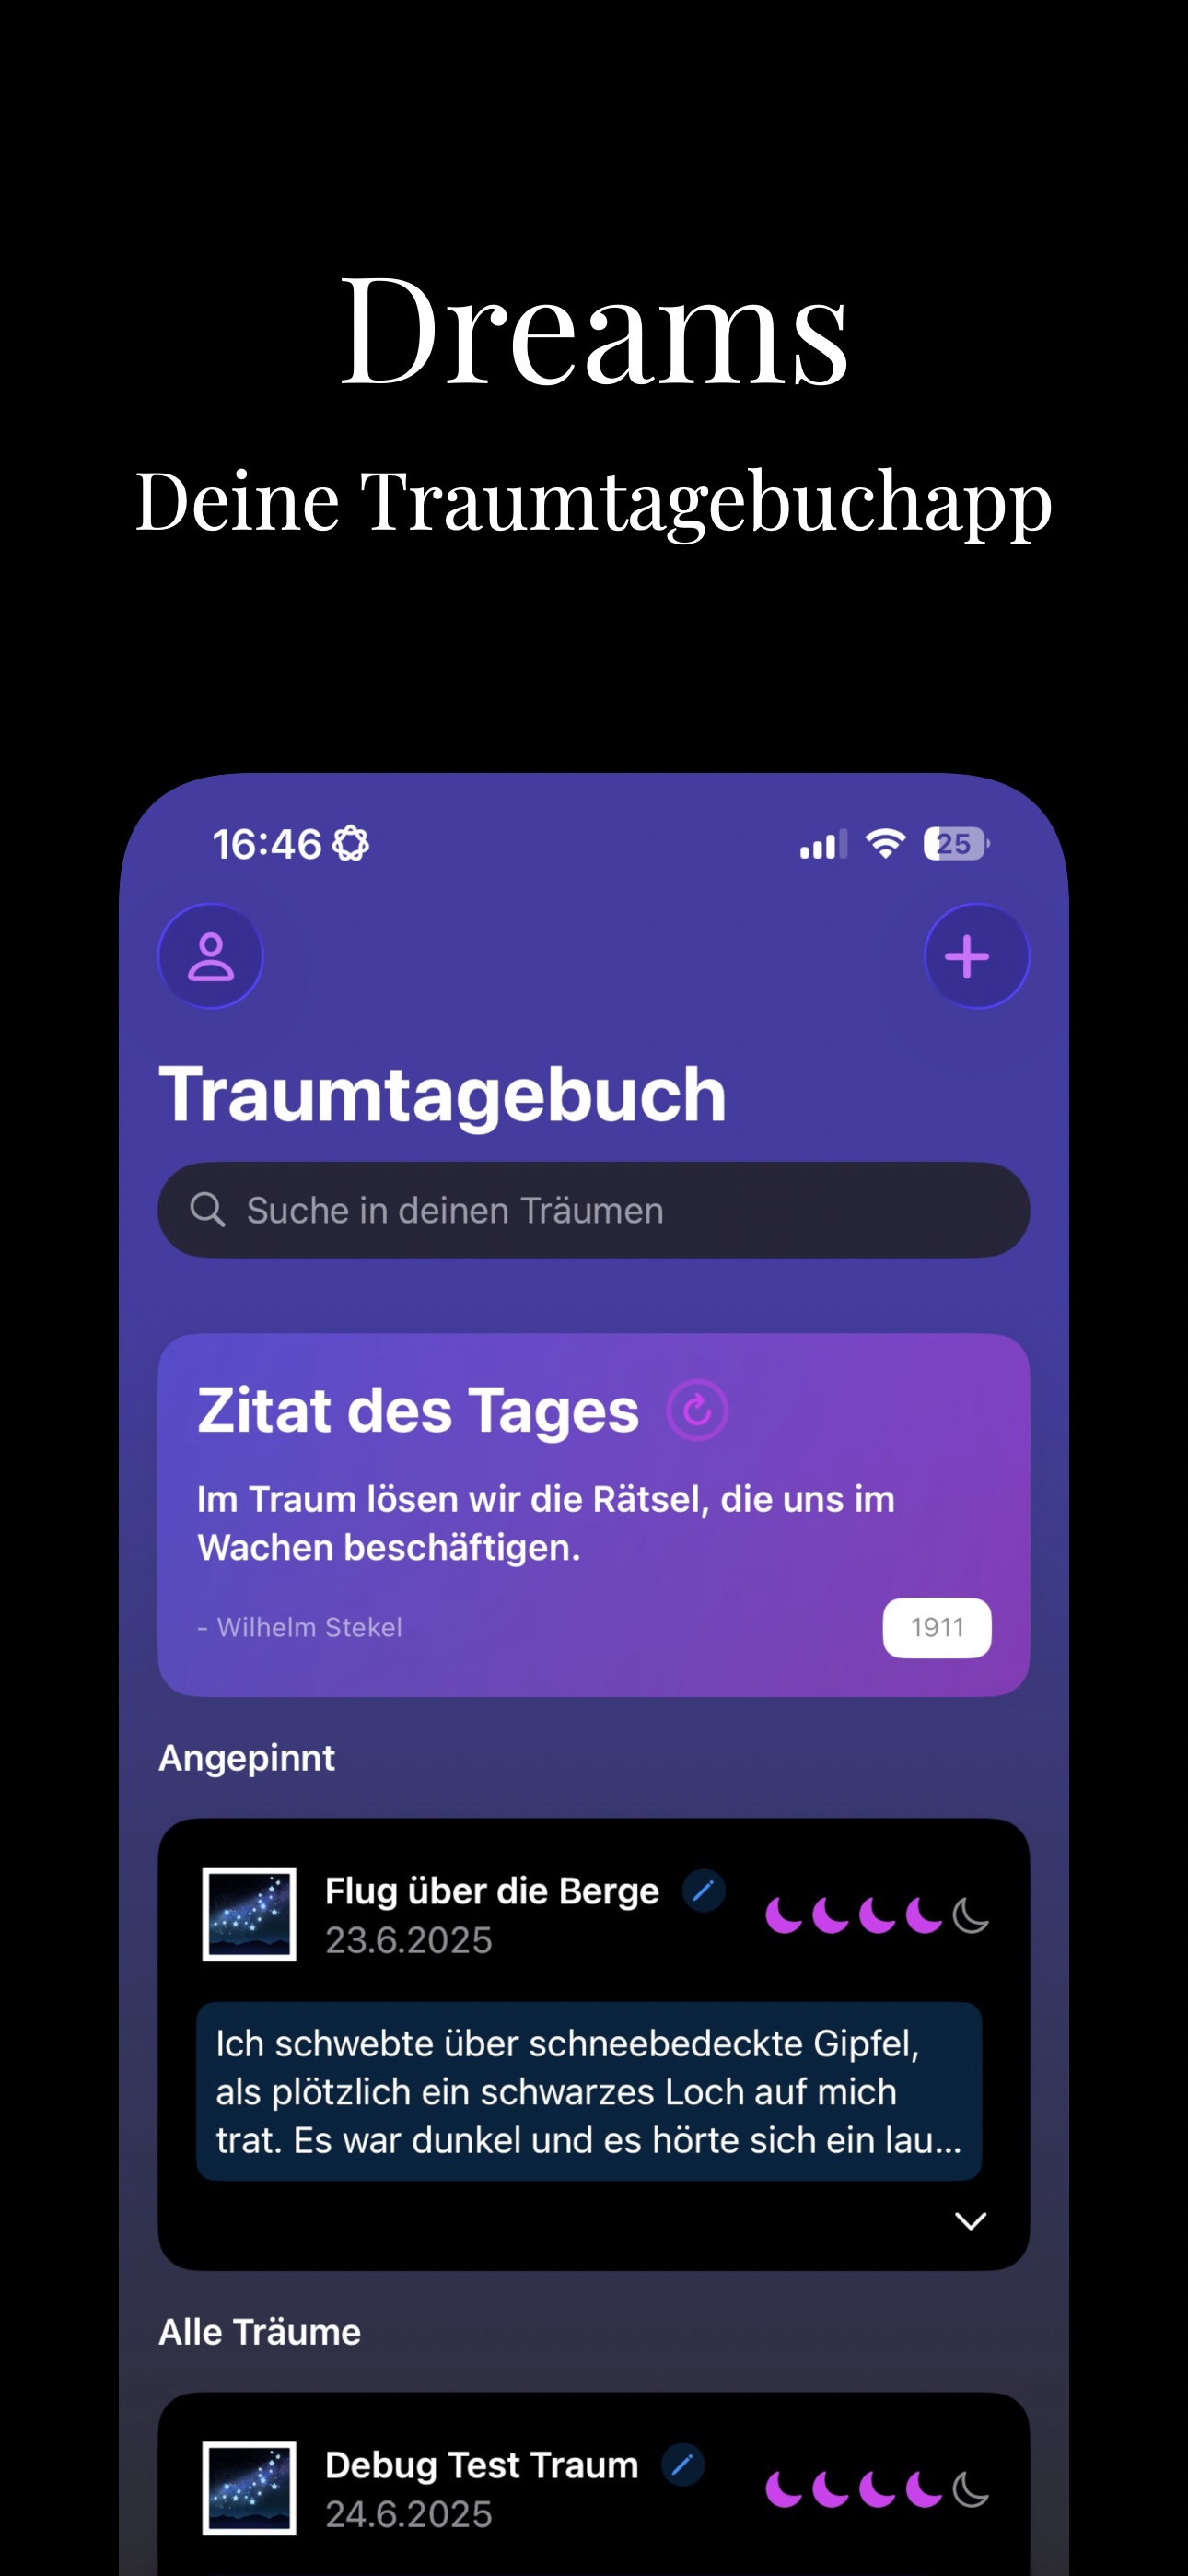 Dreams
Deine Traumtagebuchapp
16:46
25
Traumtagebuch
Suche in deinen Träumen
Zitat des Tages
Im Traum lösen wir die Rätsel, die uns im
Wachen beschäftigen.
- Wilhelm Stekel
1911
Angepinnt
Flug über die Berge
23.6.2025
Ich schwebte über schneebedeckte Gipfel,
als plötzlich ein schwarzes Loch auf mich
trat. Es war dunkel und es hörte sich ein lau...
Alle Träume
Debug Test Traum
24.6.2025